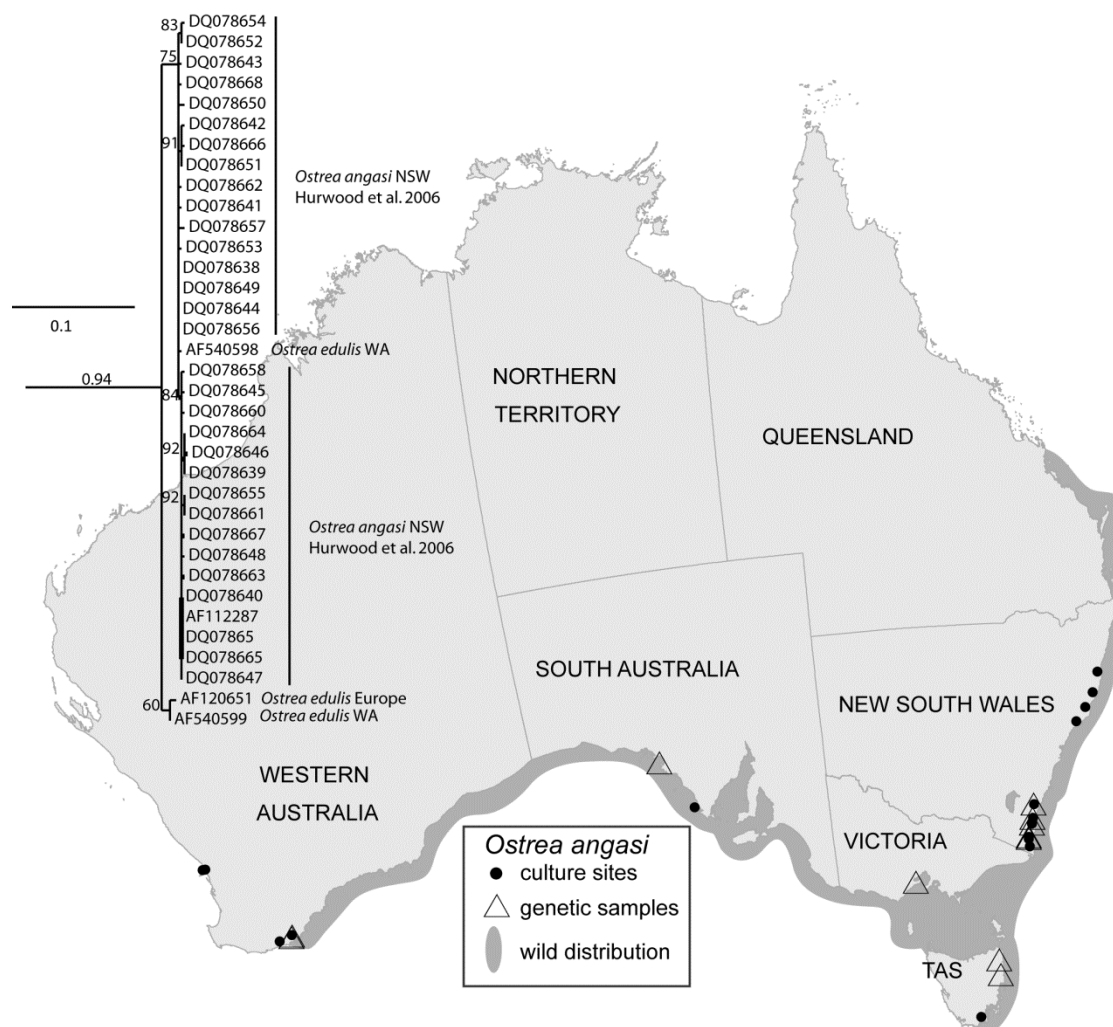 83
DQ078654
DQ078652
75
DQ078643
DQ078668
DQ078650
DQ078642
91
DQ078666
DQ078651
DQ078662
DQ078641
DQ078657
DQ078653
DQ078638
DQ078649
DQ078644
DQ078656
Ostrea angasi NSW
Hurwood et al. 2006
0.1
AF540598 Ostrea edulis WA
0.94
DQ078658
84
DQ078645
DQ078660
DQ078664
92
DQ078646
DQ078639
92
DQ078655
DQ078661
DQ078667
DQ078648
DQ078663
DQ078640
AF112287
DQ07865
DQ078665
DQ078647
Ostrea angasi NSW
Hurwood et al. 2006
60
AF120651 Ostrea edulis Europe
AF540599 Ostrea edulis WA
NORTHERN
TERRITORY
QUEENSLAND
SOUTH AUSTRALIA
NEW SOUTH WALES
WESTERN
AUSTRALIA
VICTORIA
TAS
Ostrea angasi
culture sites
genetic samples
wild distribution